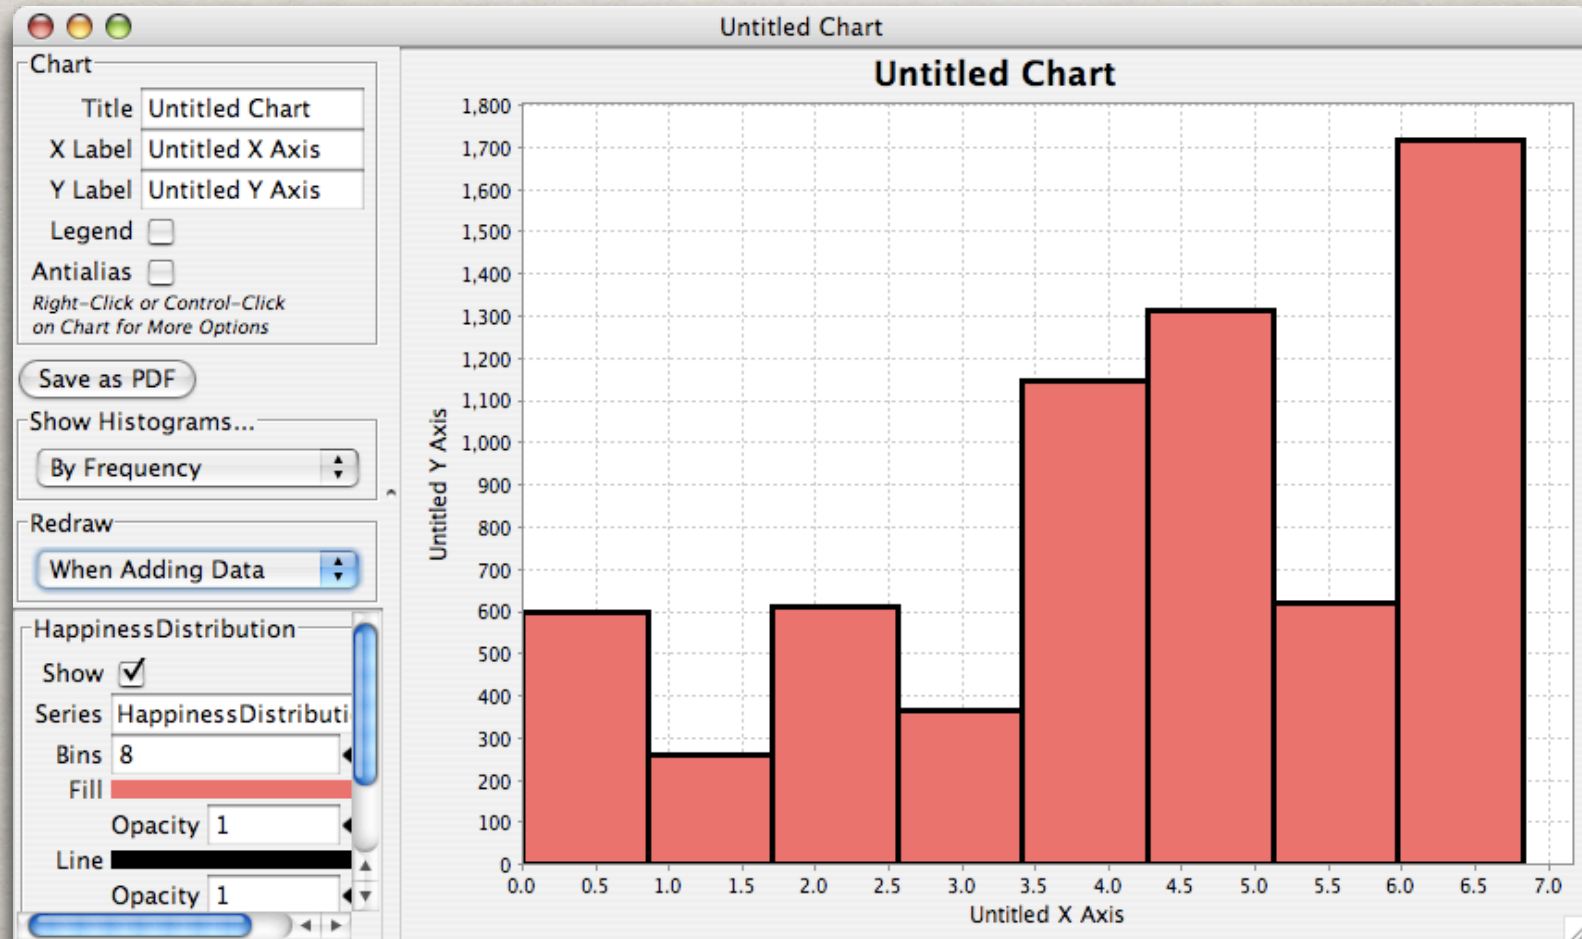 Untitled Chart
Chart
Title Untitled Chart
X Label Untitled X Axis
Y Label Untitled Y Axis
Legend
Antialias
Right-Click or Control-Click
on Chart for More Options
Save as PDF
Show Histograms...
By Frequency
Redraw
When Adding Data
HappinessDistribution
Show
Series HappinessDistributi
Bins 8
Fill
Opacity 1
Line
Opacity 1
Untitled Chart
Untitled Y Axis
1,800
1,700
1,600
1,500
1,400
1,300
1,200
1,100
1,000
900
800
700
600
500
400
300
200
100
0
0.0 0.5 1.0 1.5 2.0 2.5 3.0 3.5 4.0 4.5 5.0 5.5 6.0 6.5 7.0
Untitled X Axis